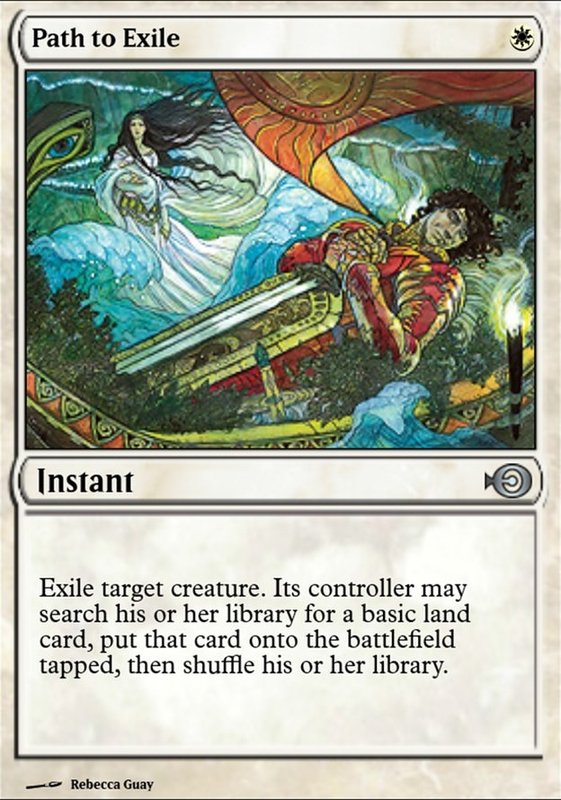 Path to Exile
Instant
Exile target creature. Its controller may
search his or her library for a basic land
card, put that card onto the battlefield
tapped, then shuffle his or her library.
Rebecca Guay